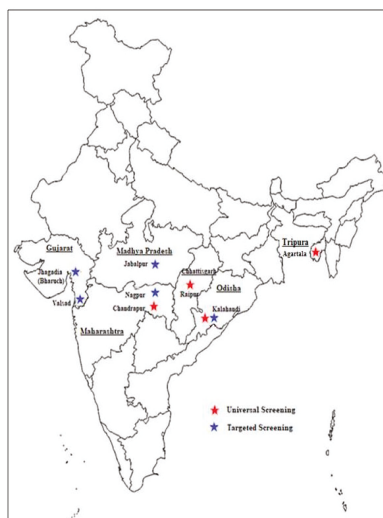 Gujarat
Madhya Pradesh
Tripura
Jabalpur
Agartala
Jhagadia
(Bharuch)
Chhattisgarh
Nagpur
Raipur
Odisha
Valsad
Chandrapur
Kalahandi
Maharashtra
Universal Screening
Targeted Screening